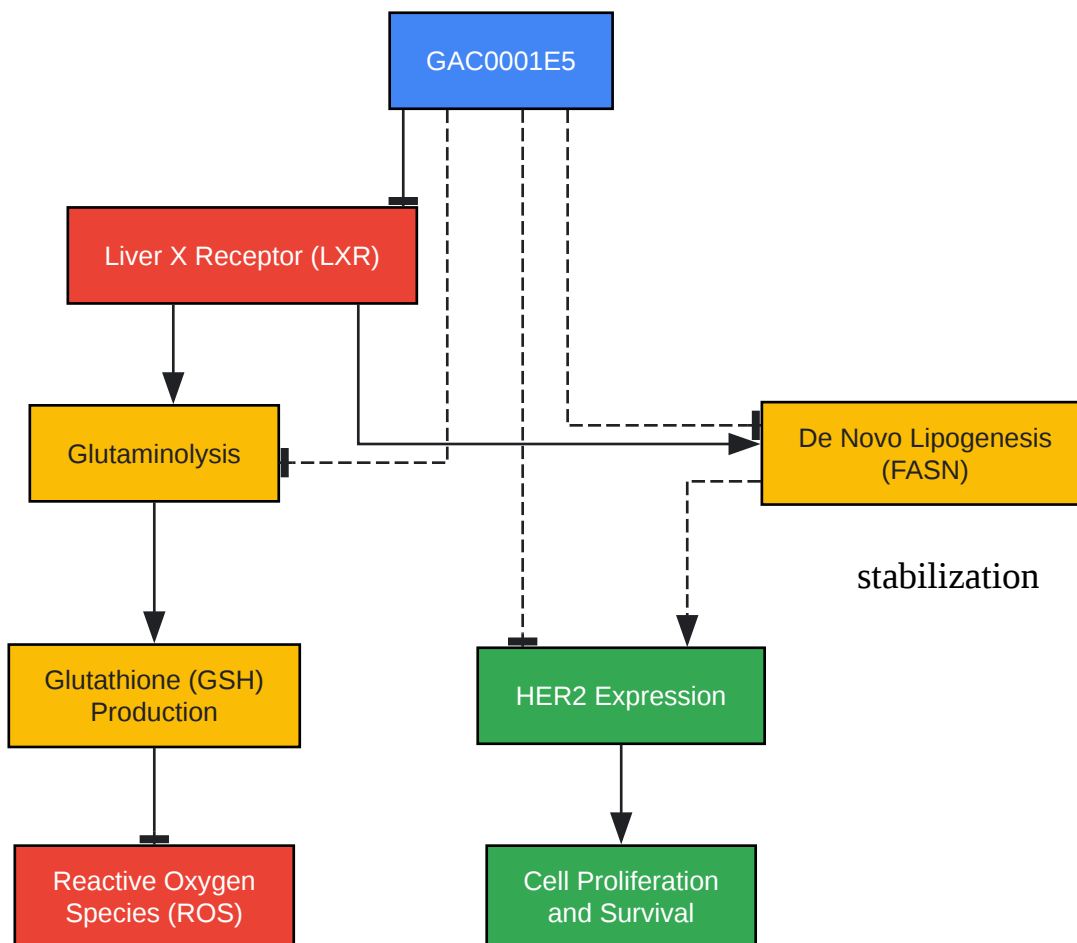 GAC0001E5
Liver X Receptor (LXR)
Glutaminolysis
De Novo Lipogenesis
(FASN)
stabilization
Glutathione (GSH)
Production
HER2 Expression
Reactive Oxygen
Species (ROS)
Cell Proliferation
and Survival